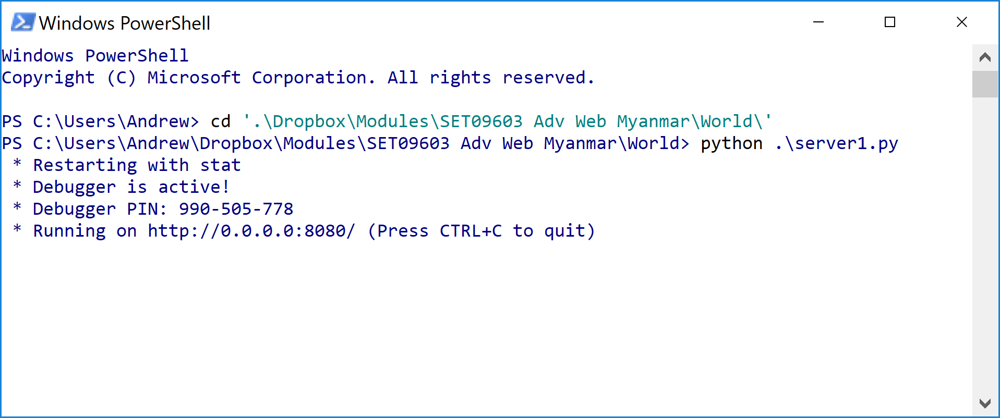 Windows PowerShell
Windows PowerShell
Copyright (C) Microsoft Corporation. All rights reserved.
PS C:\Users\Andrew> cd '.\Dropbox\Modules\SET09603 Adv Web Myanmar\World\'
PS C:\Users\Andrew\Dropbox\Modules\SET09603 Adv Web Myanmar\World> python .\server1.py
 * Restarting with stat
 * Debugger is active!
 * Debugger PIN: 990-505-778
 * Running on http://0.0.0.0:8080/ (Press CTRL+C to quit)